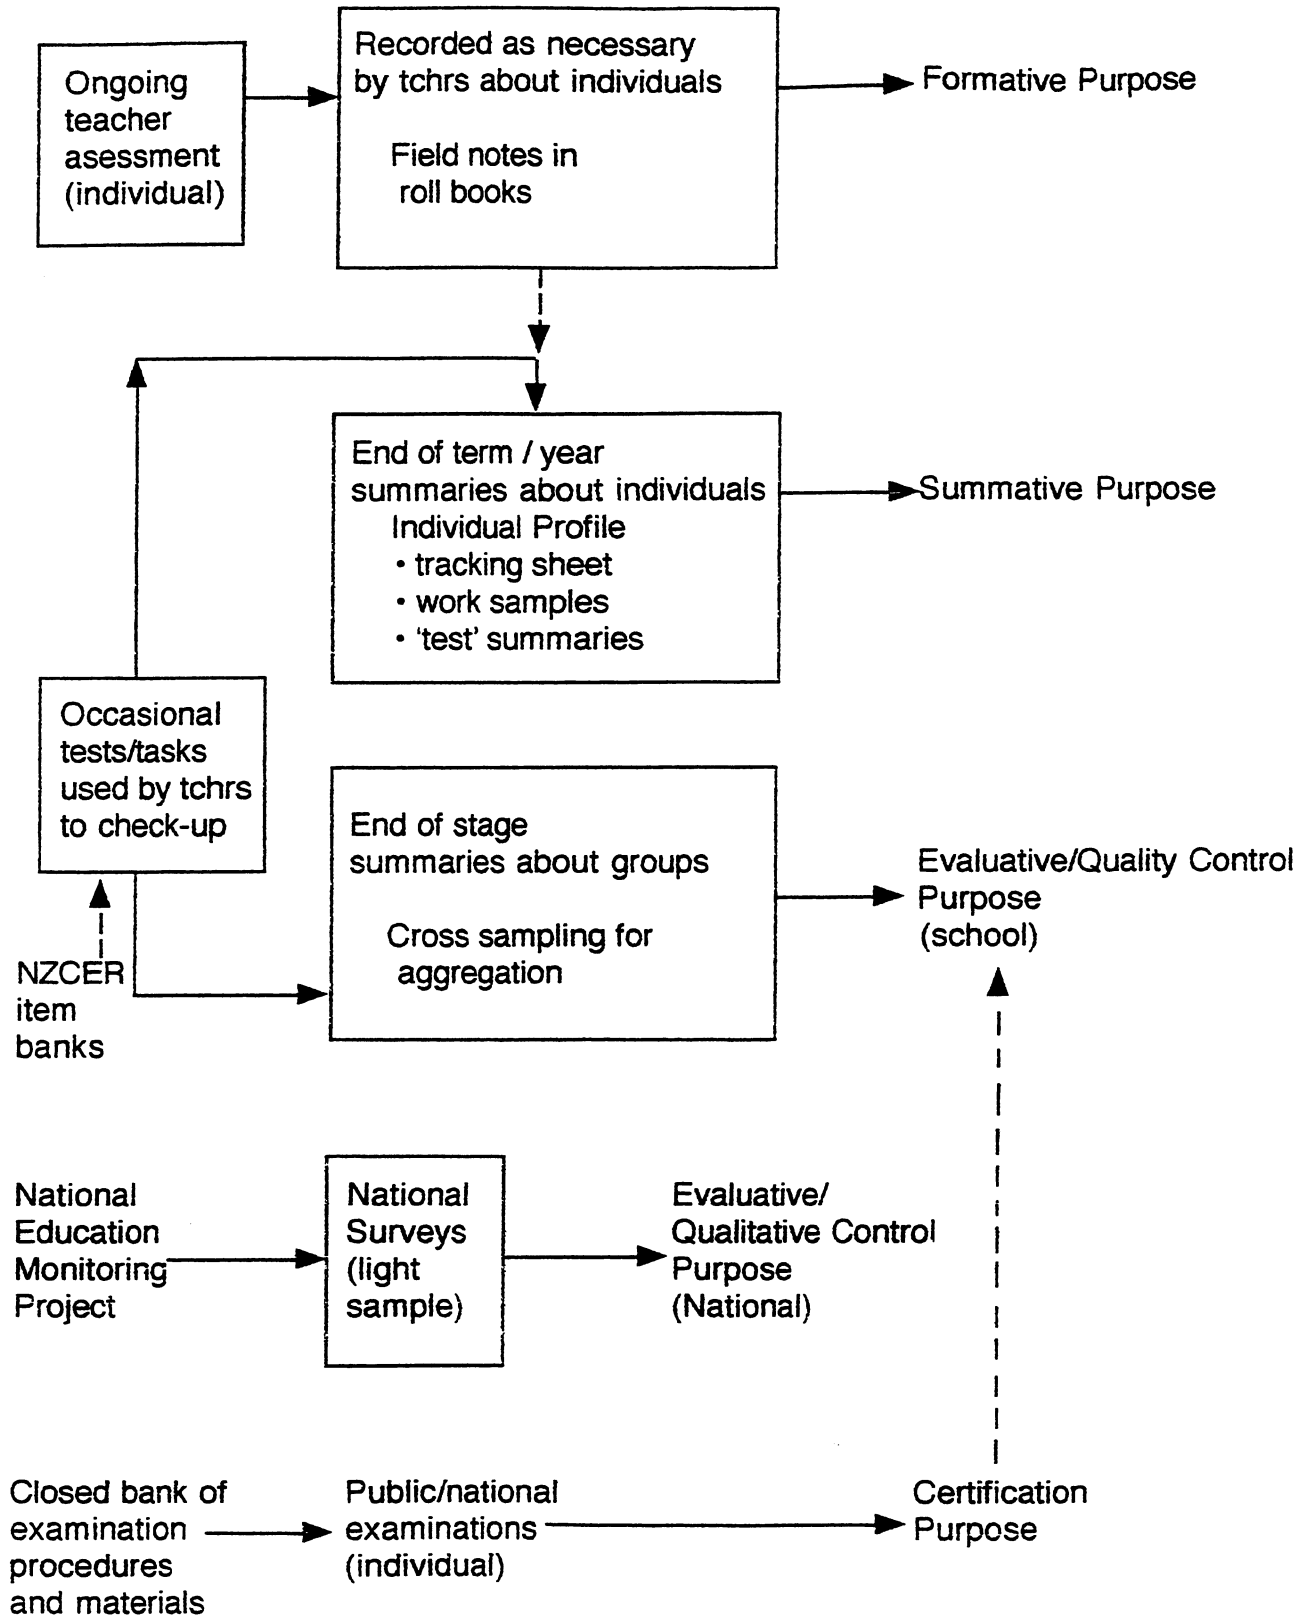 Ongoing
teacher
asessment
(individual)
Recorded as necessary
by tchrs about individuals
Field notes in
roll books
Formative Purpose
End of term / year
summaries about individuals
Individual Profile
• tracking sheet
• work samples
• ‘test’ summaries
Summative Purpose
Occasional
tests/tasks
used by tchrs
to check-up
End of stage
summaries about groups
Cross sampling for
aggregation
Evaluative/Quality Control
Purpose
(school)
NZCER
item
banks
National
Education
Monitoring
Project
National
Surveys
(light
sample)
Evaluative/
Qualitative Control
Purpose
(National)
Closed bank of
examination
procedures
and materials
Public/national
examinations
(individual)
Certification
Purpose